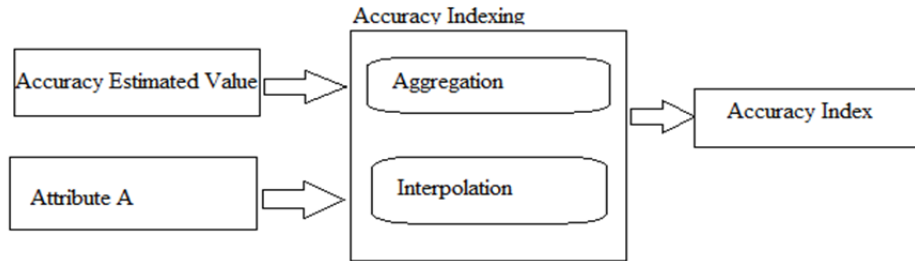 Accuracy Indexing
Accuracy Estimated Value
Aggregation
Accuracy Index
Attribute A
Interpolation